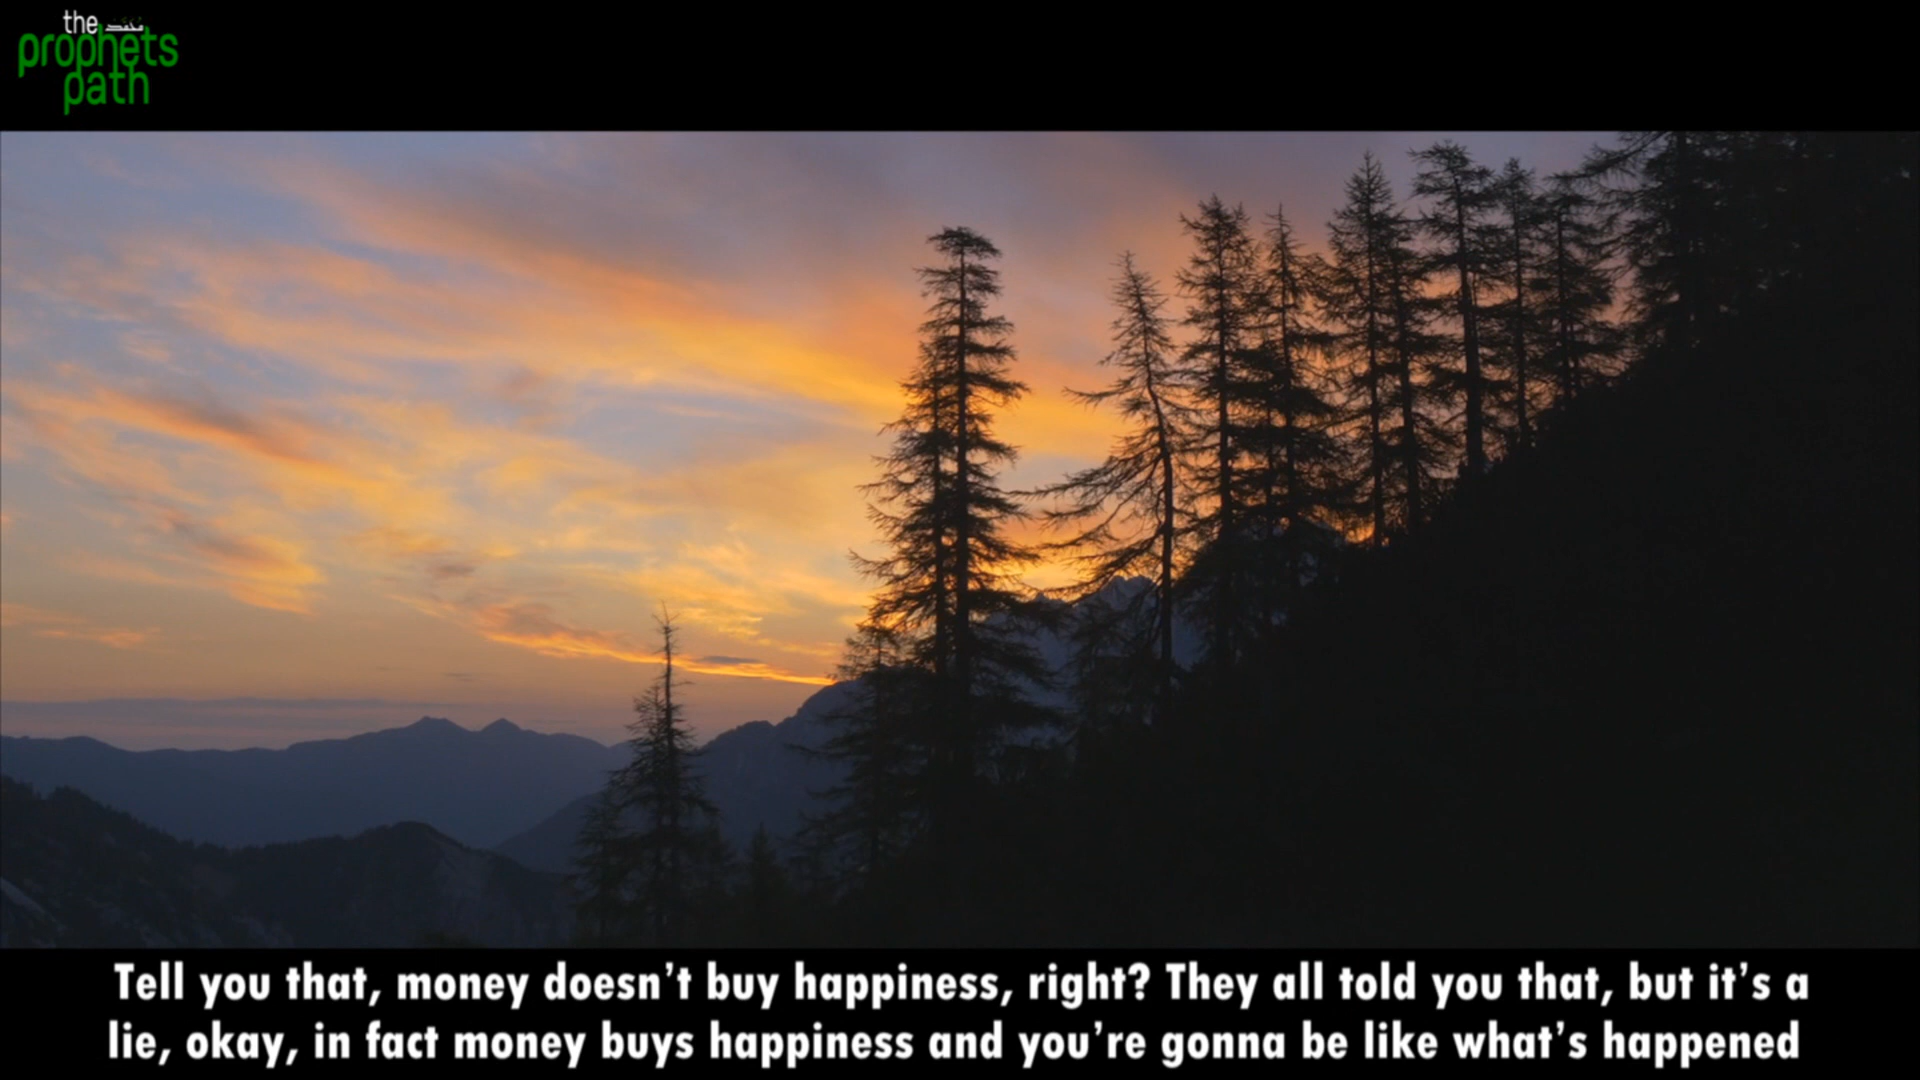 the محمد
prophets
path
Tell you that, money doesn't buy happiness, right? They all told you that, but it's a
lie, okay, in fact money buys happiness and you're gonna be like what's happened